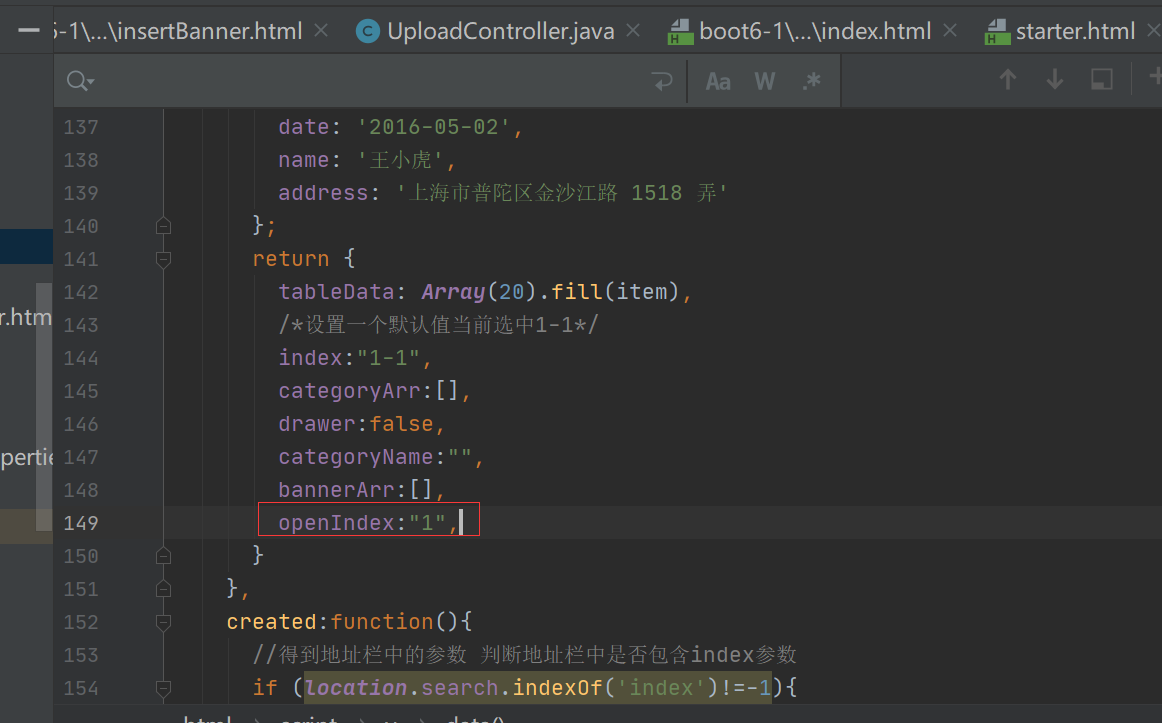 5-1\...\insertBanner.html UploadController.java boot6-1\...\index.html starter.html
Aa W .*
137 date: '2016-05-02',
138 name: '王小虎',
139 address: '上海市普陀区金沙江路 1518 弄'
140 };
141 return {
142 tableData: Array(20).fill(item),
143 /*设置一个默认值当前选中1-1*/
144 index:"1-1",
145 categoryArr:[],
146 drawer:false,
147 categoryName:"",
148 bannerArr:[],
149 openIndex:"1",
150 }
151 },
152 created:function(){
153 //得到地址栏中的参数 判断地址栏中是否包含index参数
154 if (location.search.indexOf('index')!=-1){
r.htm
pertie
html script data()